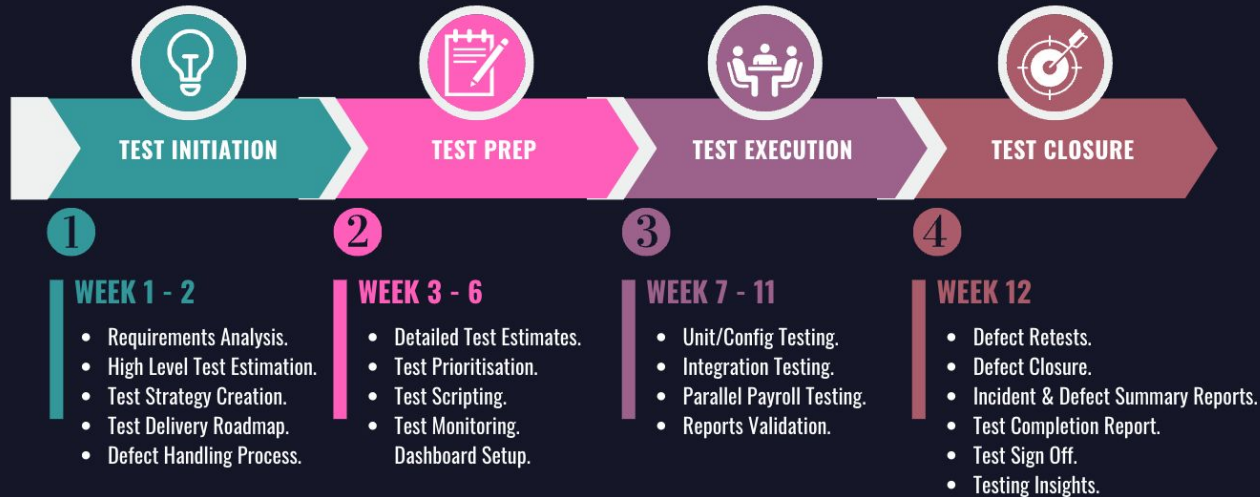 TEST INITIATION
TEST PREP
TEST EXECUTION
TEST CLOSURE
1
WEEK 1 - 2
• Requirements Analysis.
• High Level Test Estimation.
• Test Strategy Creation.
• Test Delivery Roadmap.
• Defect Handling Process.
2
WEEK 3 - 6
• Detailed Test Estimates.
• Test Prioritisation.
• Test Scripting.
• Test Monitoring.
Dashboard Setup.
3
WEEK 7 - 11
• Unit/Config Testing.
• Integration Testing.
• Parallel Payroll Testing.
• Reports Validation.
4
WEEK 12
• Defect Retests.
• Defect Closure.
• Incident & Defect Summary Reports.
• Test Completion Report.
• Test Sign Off.
• Testing Insights.